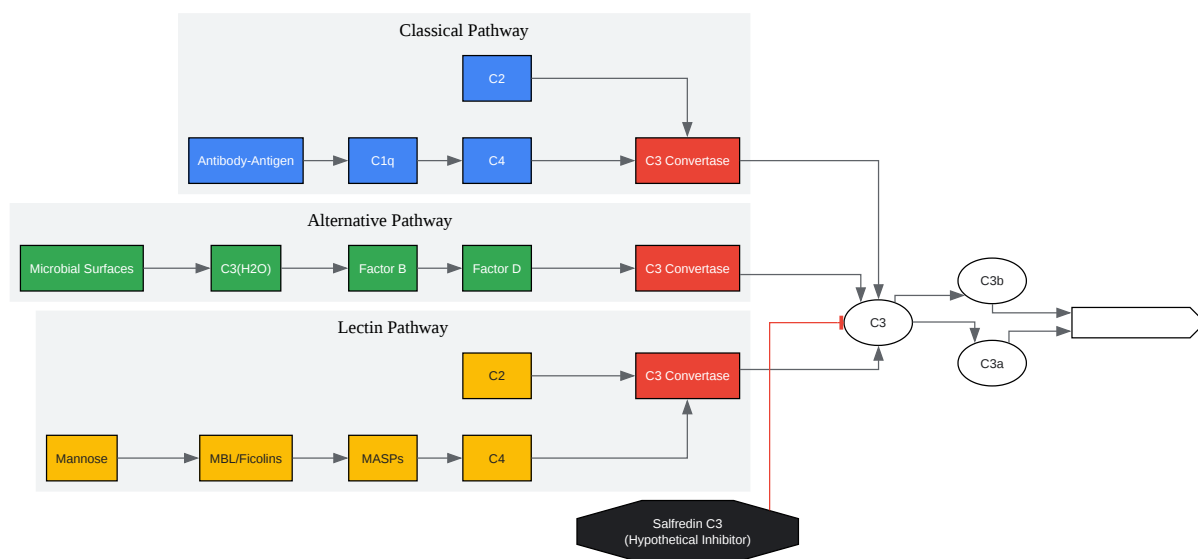 Classical Pathway
C2
Antibody-Antigen
C1q
C4
C3 Convertase
Alternative Pathway
Microbial Surfaces
C3(H2O)
Factor B
Factor D
C3 Convertase
Lectin Pathway
C2
C3 Convertase
Mannose
MBL/Ficolins
MASPs
C4
C3
C3b
C3a
Salfredin C3
(Hypothetical Inhibitor)